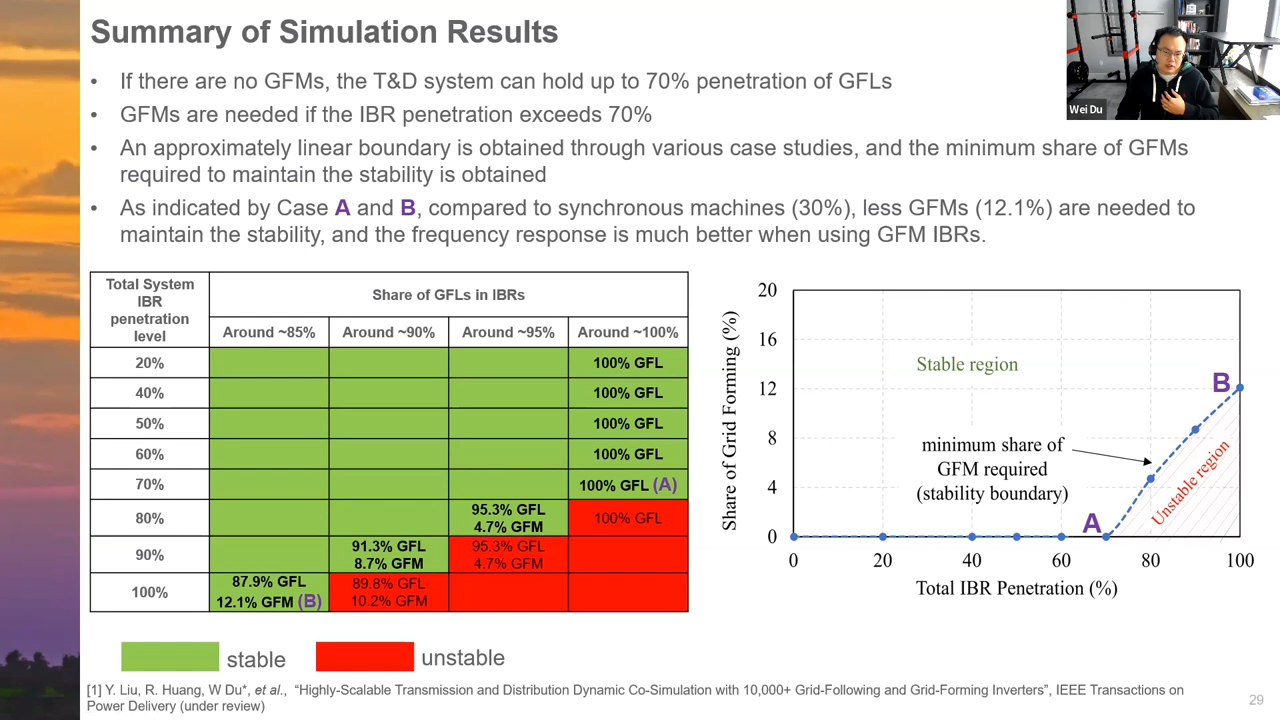 Summary of Simulation Results
Wei Du
• If there are no GFMs, the T&D system can hold up to 70% penetration of GFLs
• GFMs are needed if the IBR penetration exceeds 70%
• An approximately linear boundary is obtained through various case studies, and the minimum share of GFMs
required to maintain the stability is obtained
• As indicated by Case A and B, compared to synchronous machines (30%), less GFMs (12.1%) are needed to
maintain the stability, and the frequency response is much better when using GFM IBRs.
Total System
IBR
penetration
level
Share of GFLs in IBRs
Around ~85% Around ~90% Around ~95% Around ~100%
20% 100% GFL
40% 100% GFL
50% 100% GFL
60% 100% GFL
70% 100% GFL (A)
80% 95.3% GFL 100% GFL
4.7% GFM
90% 91.3% GFL 95.3% GFL
8.7% GFM 4.7% GFM
100% 87.9% GFL 89.8% GFL
12.1% GFM (B) 10.2% GFM
stable unstable
Share of Grid Forming (%)
20
16
12
8
4
0
Stable region
B
minimum share of
GFM required
(stability boundary)
Unstable region
A
0 20 40 60 80 100
Total IBR Penetration (%)
[1] Y. Liu, R. Huang, W Du*, et al., “Highly-Scalable Transmission and Distribution Dynamic Co-Simulation with 10,000+ Grid-Following and Grid-Forming Inverters”, IEEE Transactions on
Power Delivery (under review)
29